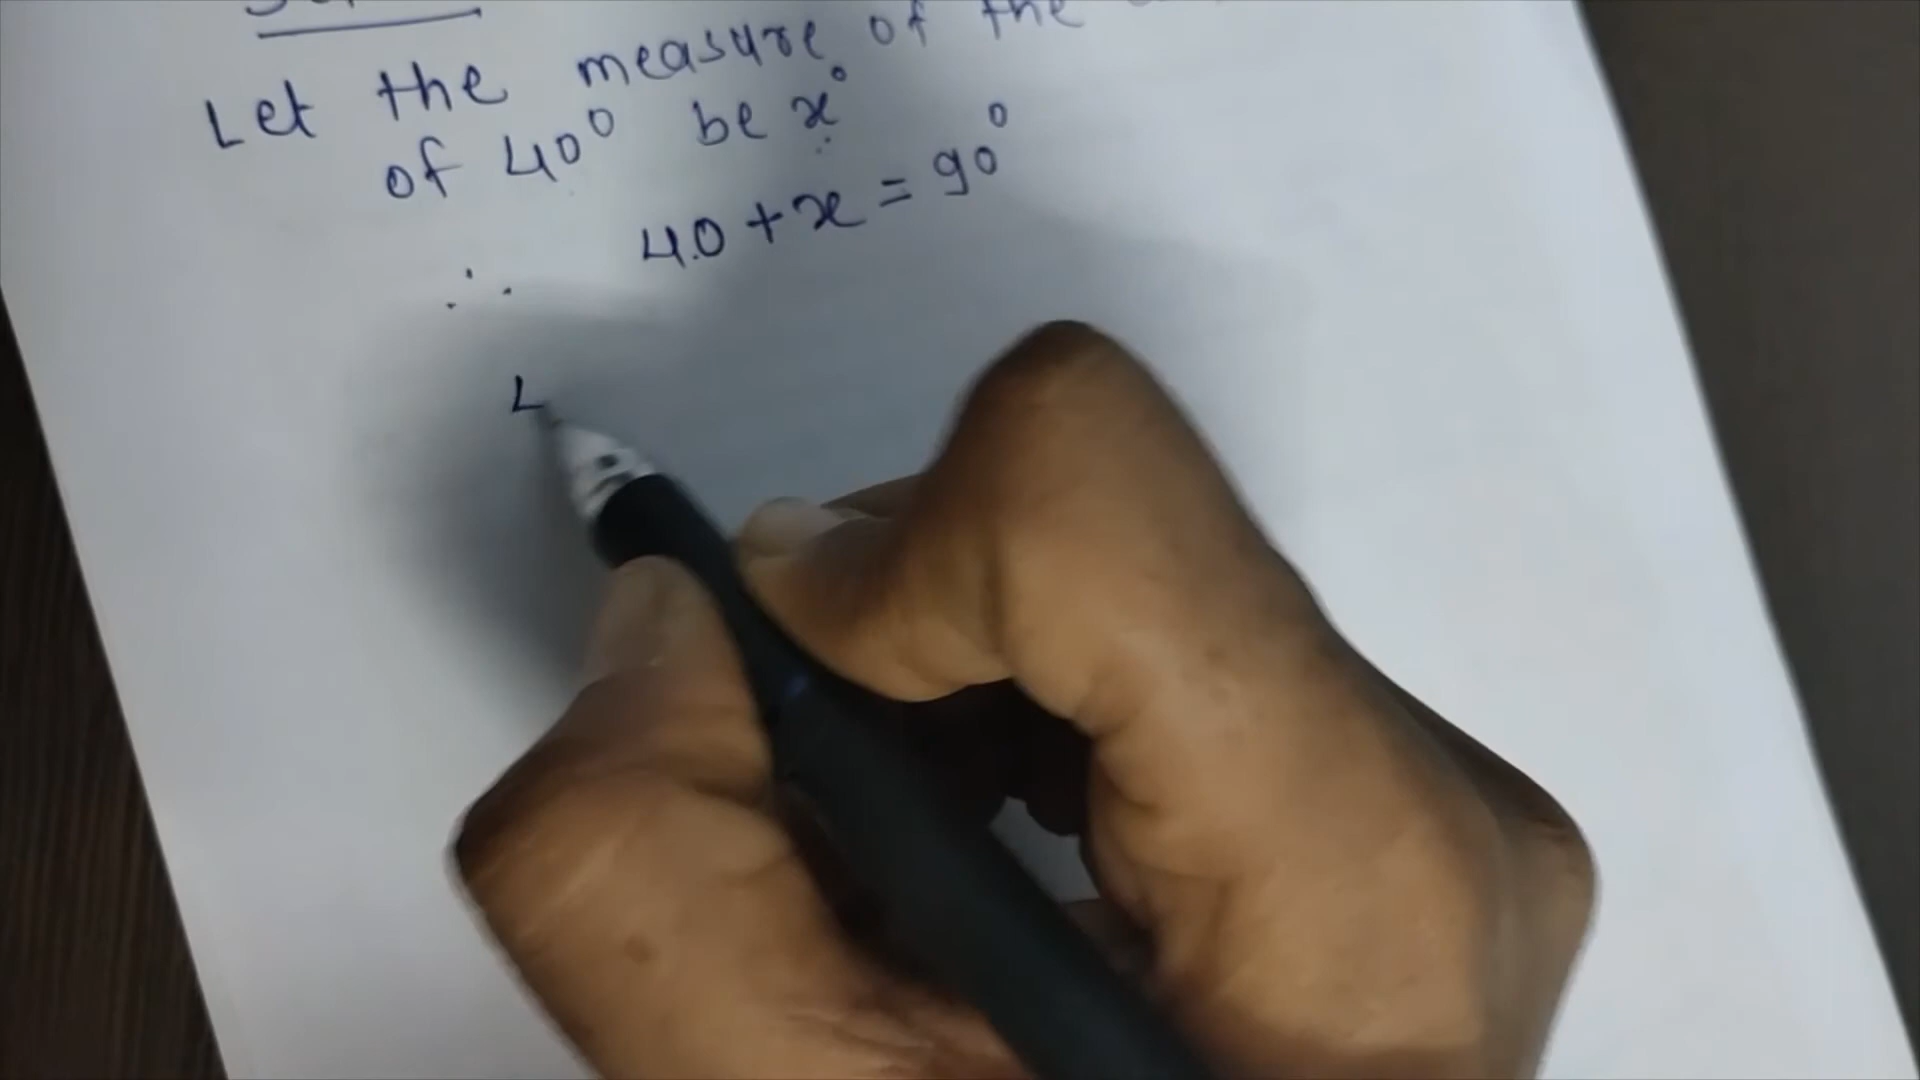 Let the measure of the
of 40° be x°
40 + x = 90°
∴